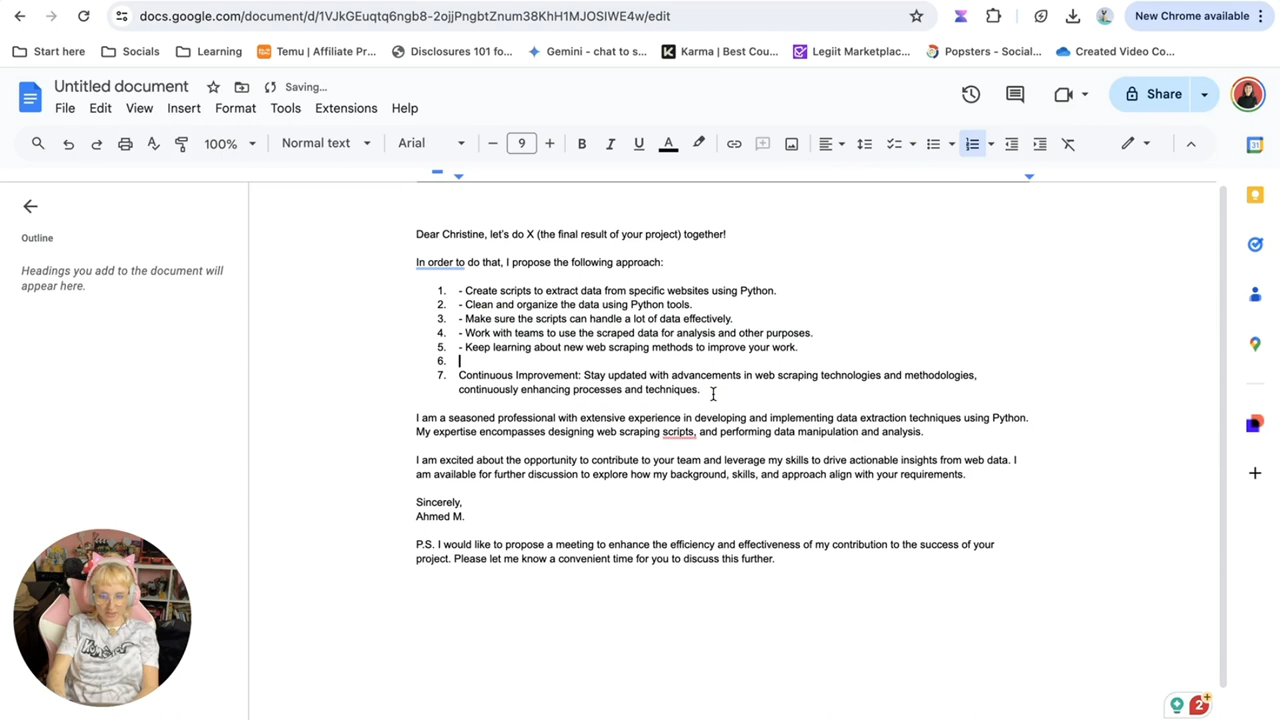 docs.google.com/document/d/1VJkGEuqtq6ngb8-2ojjPngbtZnum38KhH1MJOSIWE4w/edit
New Chrome available
Start here
Socials
Learning
Temu | Affiliate Pr...
Disclosures 101 fo...
Gemini - chat to s...
Karma | Best Cou...
Legiit Marketplac...
Popsters - Social...
Created Video Co...
Untitled document
Saving...
File Edit View Insert Format Tools Extensions Help
Share
100%
Normal text
Arial
9
Outline
Headings you add to the document will
appear here.
Dear Christine, let's do X (the final result of your project) together!
In order to do that, I propose the following approach:
1. - Create scripts to extract data from specific websites using Python.
2. - Clean and organize the data using Python tools.
3. - Make sure the scripts can handle a lot of data effectively.
4. - Work with teams to use the scraped data for analysis and other purposes.
5. - Keep learning about new web scraping methods to improve your work.
6.
7. Continuous Improvement: Stay updated with advancements in web scraping technologies and methodologies,
continuously enhancing processes and techniques.
I am a seasoned professional with extensive experience in developing and implementing data extraction techniques using Python.
My expertise encompasses designing web scraping scripts, and performing data manipulation and analysis.
I am excited about the opportunity to contribute to your team and leverage my skills to drive actionable insights from web data. I
am available for further discussion to explore how my background, skills, and approach align with your requirements.
Sincerely,
Ahmed M.
P.S. I would like to propose a meeting to enhance the efficiency and effectiveness of my contribution to the success of your
project. Please let me know a convenient time for you to discuss this further.
2